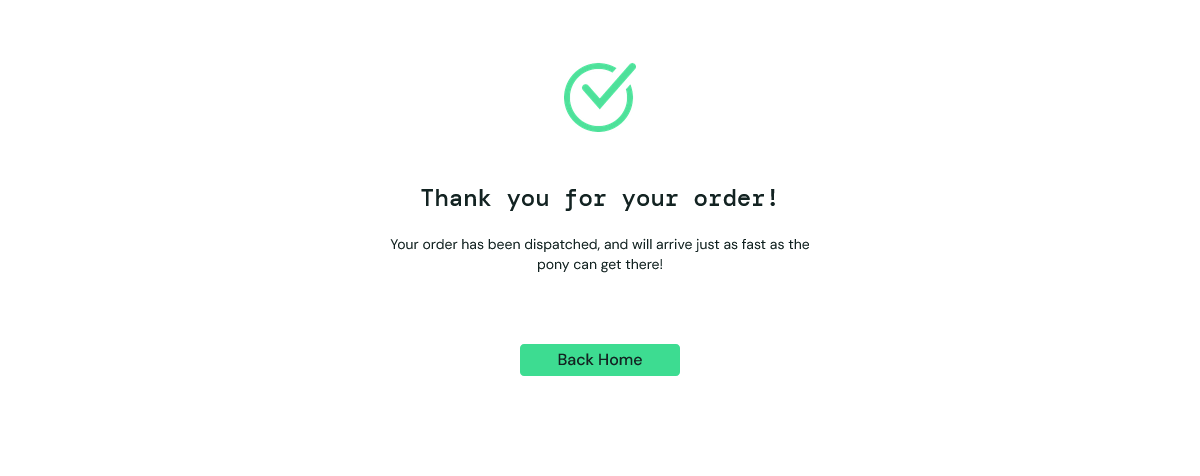 Thank you for your order!
Your order has been dispatched, and will arrive just as fast as the
pony can get there!
Back Home